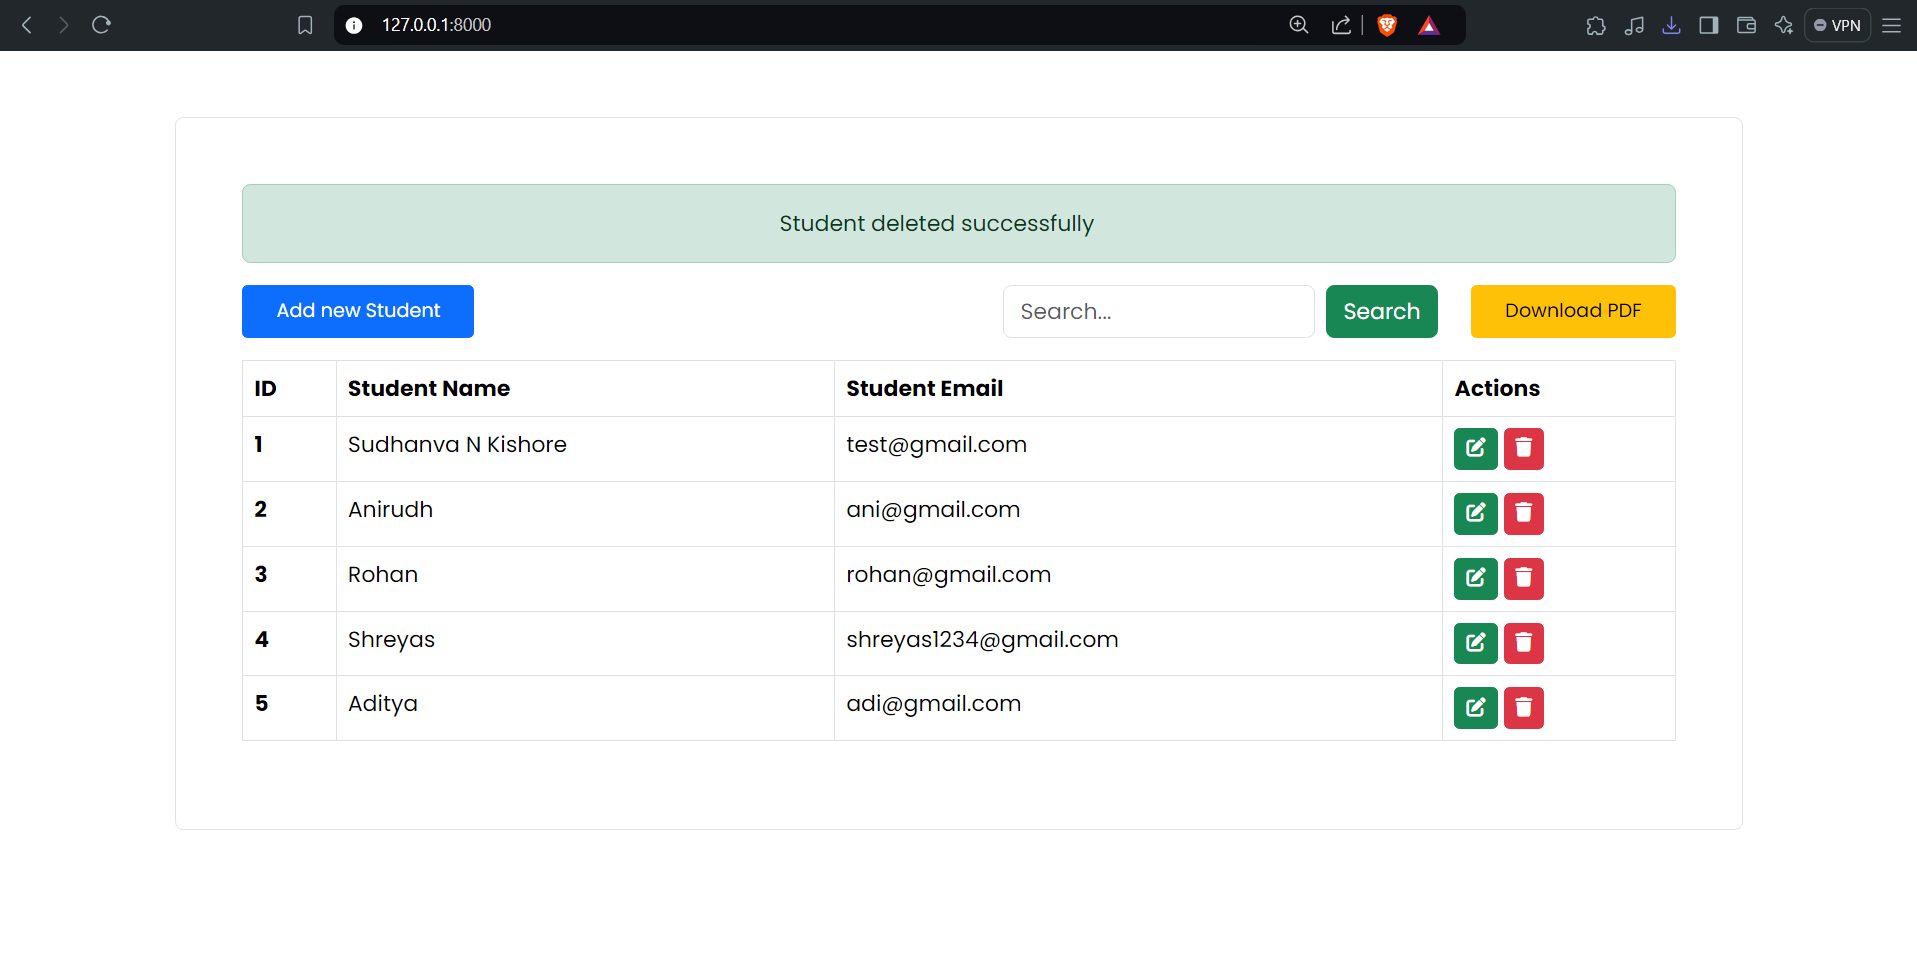 127.0.0.1:8000
VPN
Student deleted successfully
Add new Student Search... Search Download PDF
ID Student Name Student Email Actions
1 Sudhanva N Kishore test@gmail.com
2 Anirudh ani@gmail.com
3 Rohan rohan@gmail.com
4 Shreyas shreyas1234@gmail.com
5 Aditya adi@gmail.com